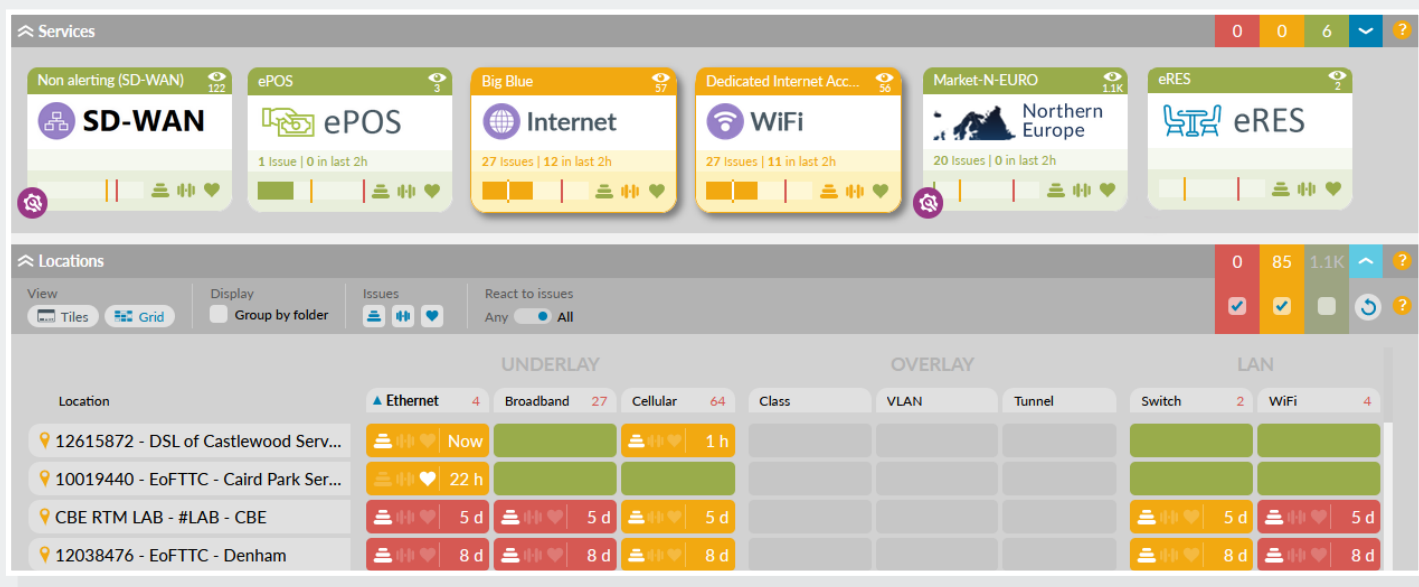 Services
0 0 6 ?
Non alerting (SD-WAN) 122
SD-WAN
ePOS 3
ePOS
1 Issue | 0 in last 2h
Big Blue 57
Internet
27 Issues | 12 in last 2h
Dedicated Internet Acc... 56
WiFi
27 Issues | 11 in last 2h
Market-N-EURO 1.1K
Northern
Europe
20 Issues | 0 in last 2h
eRES 2
eRES
Locations
0 85 1.1K ?
View Display Issues React to issues
Tiles Grid Group by folder Any All ?
UNDERLAY OVERLAY LAN
Location Ethernet 4 Broadband 27 Cellular 64 Class VLAN Tunnel Switch 2 WiFi 4
12615872 - DSL of Castlewood Serv... Now 1 h
10019440 - EoFTTC - Caird Park Ser... 22 h
CBE RTM LAB - #LAB - CBE 5 d 5 d 5 d 5 d 5 d
12038476 - EoFTTC - Denham 8 d 8 d 8 d 8 d 8 d